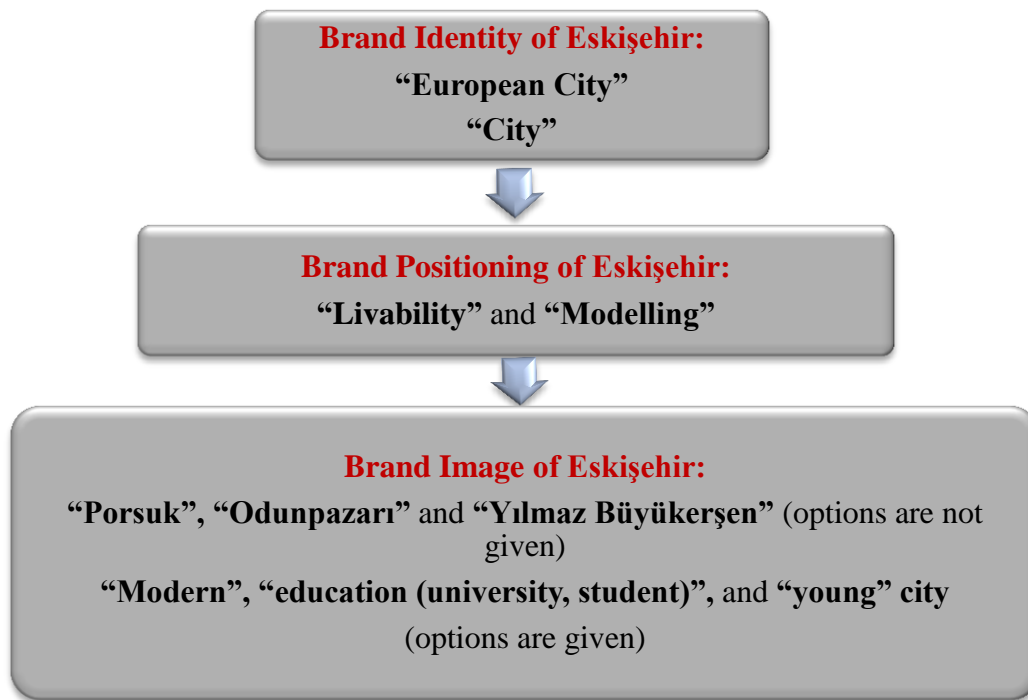 Brand Identity of Eskişehir:
“European City”
“City”
Brand Positioning of Eskişehir:
“Livability” and “Modelling”
Brand Image of Eskişehir:
“Porsuk”, “Odunpazarı” and “Yılmaz Büyükerşen” (options are not
given)
“Modern”, “education (university, student)”, and “young” city
(options are given)